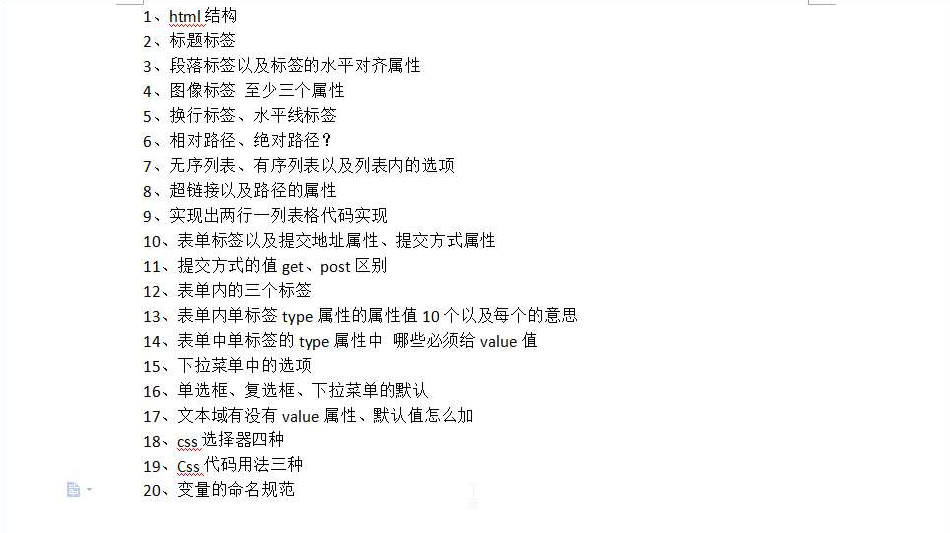 1、html 结构
2、标题标签
3、段落标签以及标签的水平对齐属性
4、图像标签 至少三个属性
5、换行标签、水平线标签
6、相对路径、绝对路径？
7、无序列表、有序列表以及列表内的选项
8、超链接以及路径的属性
9、实现出两行一列表格代码实现
10、表单标签以及提交地址属性、提交方式属性
11、提交方式的值 get、post 区别
12、表单内的三个标签
13、表单内单标签 type 属性的属性值 10 个以及每个的意思
14、表单中单标签的 type 属性中 哪些必须给 value 值
15、下拉菜单中的选项
16、单选框、复选框、下拉菜单的默认
17、文本域有没有 value 属性、默认值怎么加
18、css 选择器四种
19、Css 代码用法三种
20、变量的命名规范